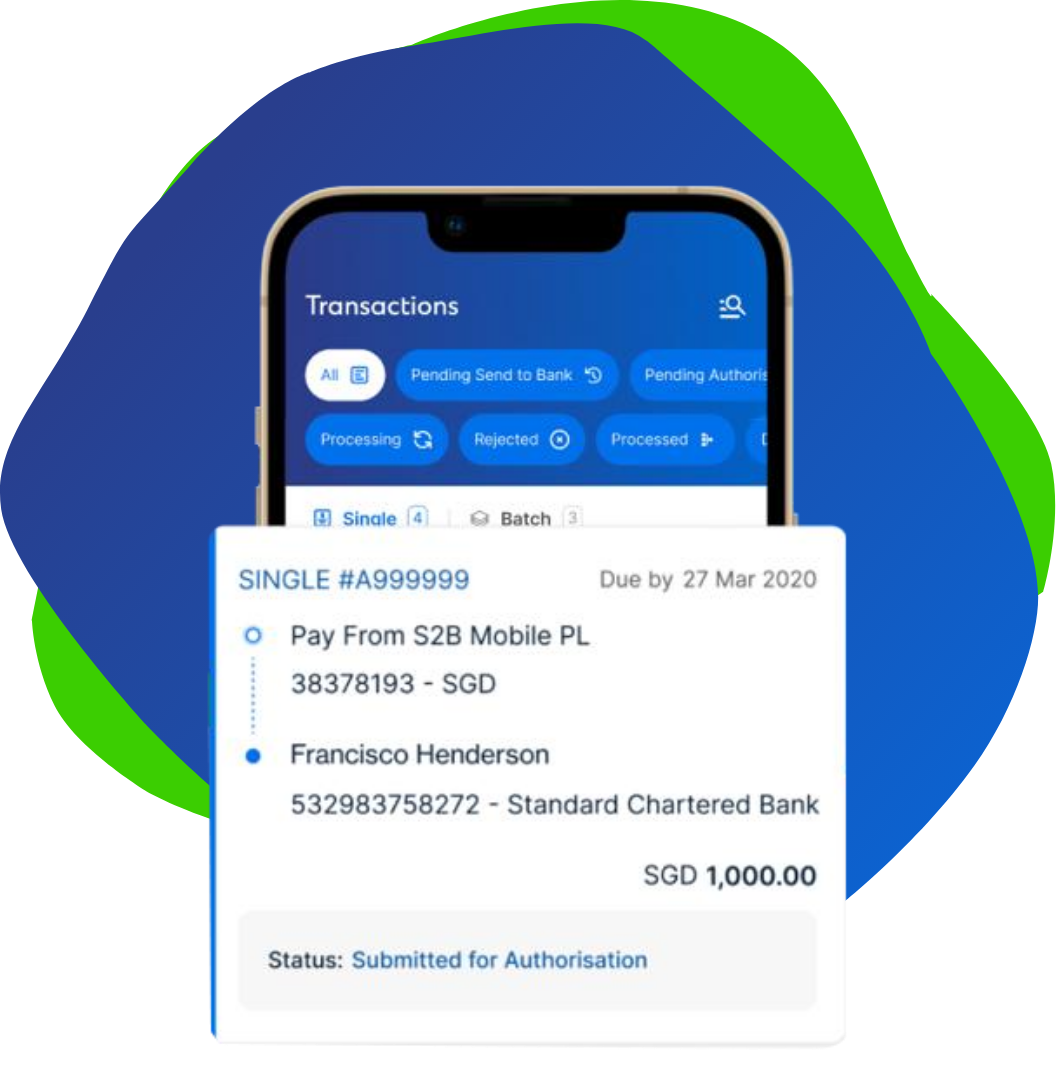 Transactions
All Pending Send to Bank Pending Authoris
Processing Rejected Processed
Single 4 Batch 3
SINGLE #A999999 Due by 27 Mar 2020
Pay From S2B Mobile PL
38378193 - SGD
Francisco Henderson
532983758272 - Standard Chartered Bank
SGD 1,000.00
Status: Submitted for Authorisation